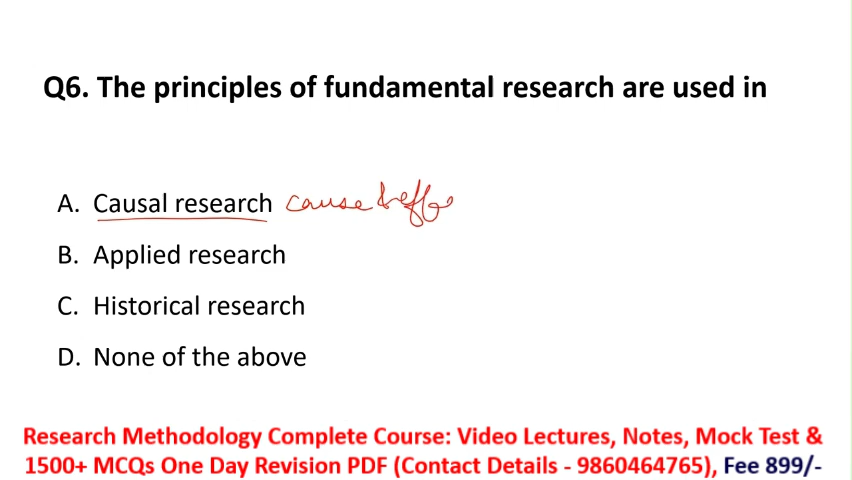 Q6. The principles of fundamental research are used in
A. Causal research cause &
B. Applied research
C. Historical research
D. None of the above
Research Methodology Complete Course: Video Lectures, Notes, Mock Test &
1500+ MCQs One Day Revision PDF (Contact Details - 9860464765), Fee 899/-